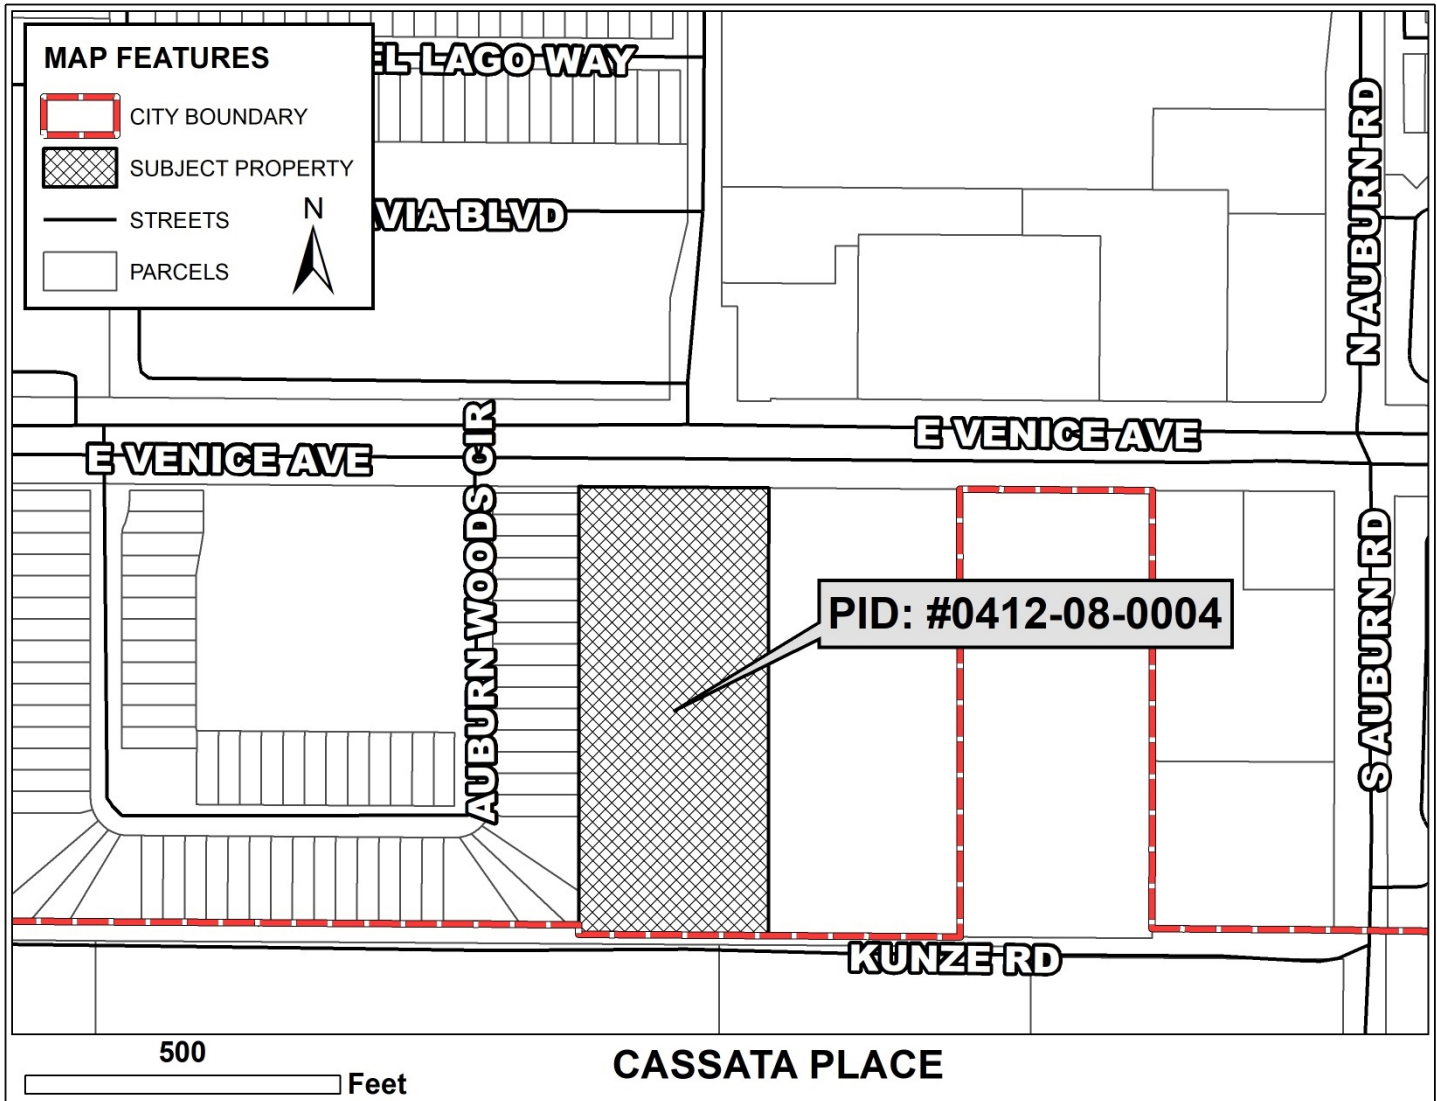 MAP FEATURES
CITY BOUNDARY
SUBJECT PROPERTY
STREETS
N
PARCELS
EL LAGO WAY
VIA BLVD
N AUBURN RD
E VENICE AVE
E VENICE AVE
AUBURN WOODS CIR
PID: #0412-08-0004
S AUBURN RD
KUNZE RD
500
Feet
CASSATA PLACE